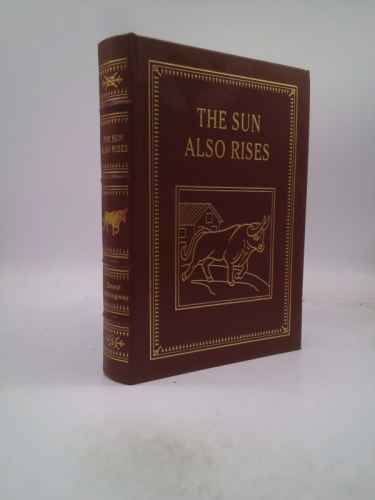 THE SUN
ALSO RISES
THE SUN
ALSO RISES
Ernest
Hemingway